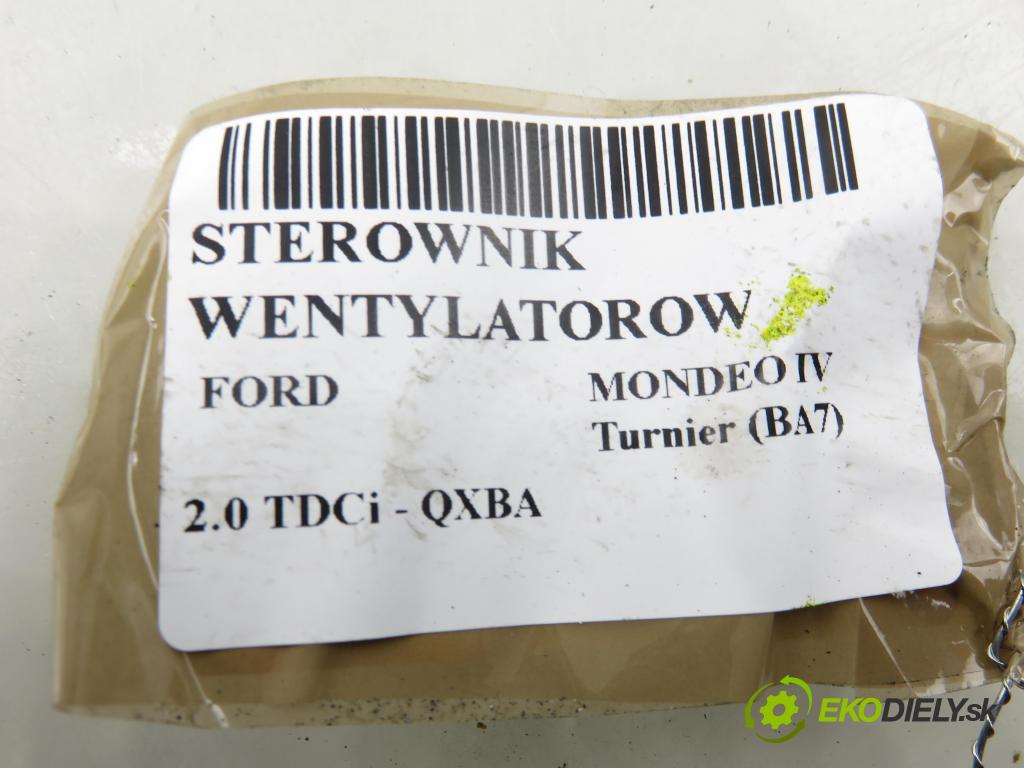 STEROWNIK
WENTYLATOROW
FORD MONDEO IV
Turnier (BA7)
2.0 TDCi - QXBA
EKODIELY.sk